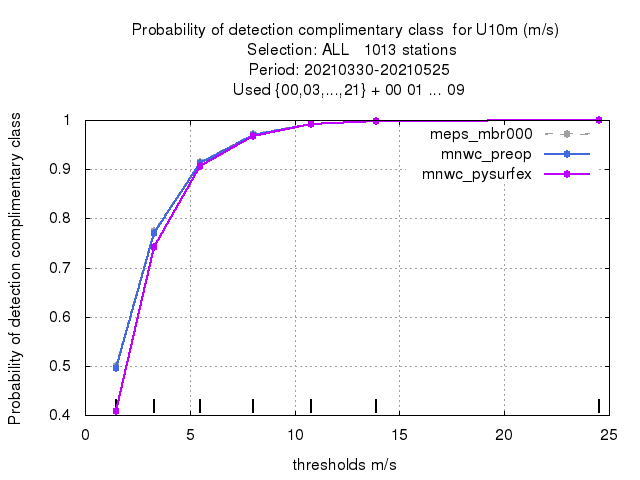 Probability of detection complimentary class  for U10m (m/s)
Selection: ALL   1013 stations
Period: 20210330-20210525
Used {00,03,...,21} + 00 01 ... 09
Probability of detection complimentary class
1
0.9
0.8
0.7
0.6
0.5
0.4
meps_mbr000
mnwc_preop
mnwc_pysurfex
0 5 10 15 20 25
thresholds m/s